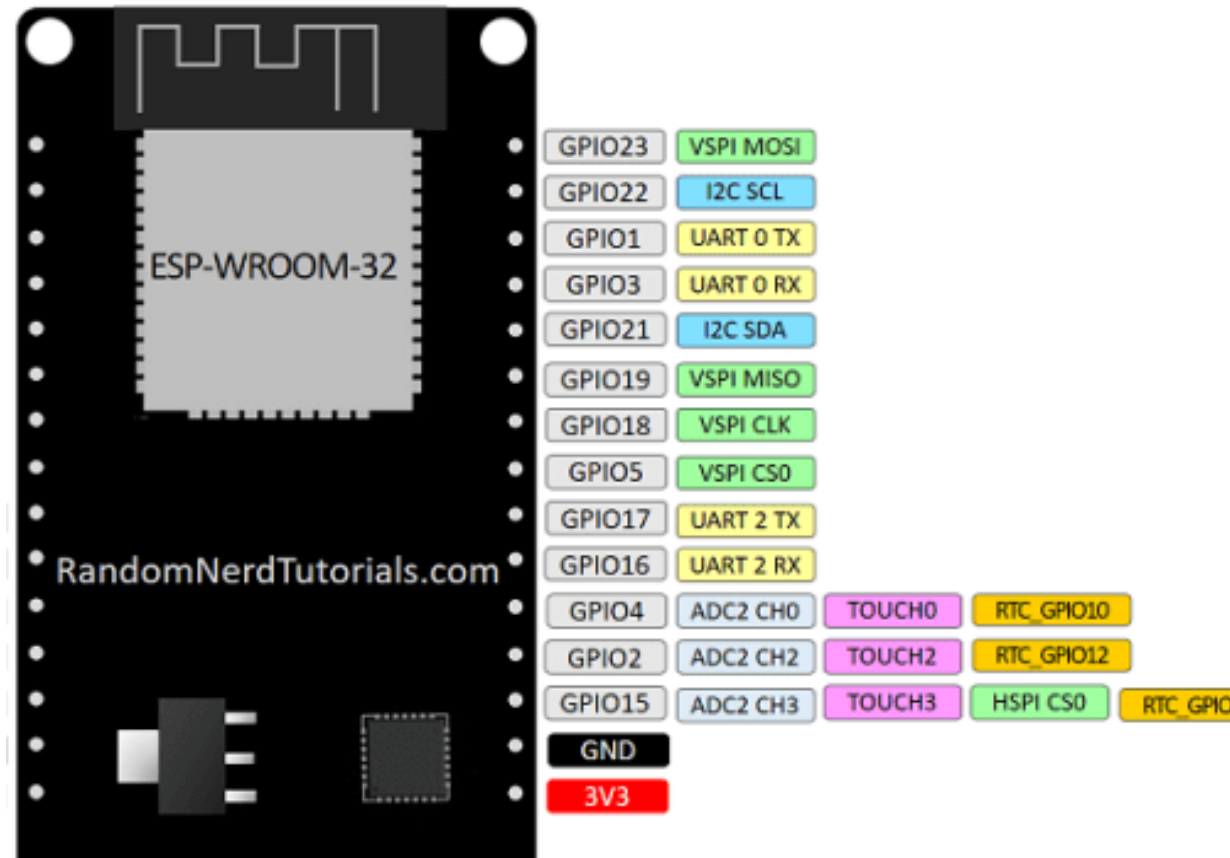 GPIO23 VSPI MOSI
GPIO22 I2C SCL
GPIO1 UART 0 TX
ESP-WROOM-32
GPIO3 UART 0 RX
GPIO21 I2C SDA
GPIO19 VSPI MISO
GPIO18 VSPI CLK
GPIO5 VSPI CS0
GPIO17 UART 2 TX
RandomNerdTutorials.com
GPIO16 UART 2 RX
GPIO4 ADC2 CH0 TOUCH0 RTC_GPIO10
GPIO2 ADC2 CH2 TOUCH2 RTC_GPIO12
GPIO15 ADC2 CH3 TOUCH3 HSPI CS0 RTC_GPIO
GND
3V3